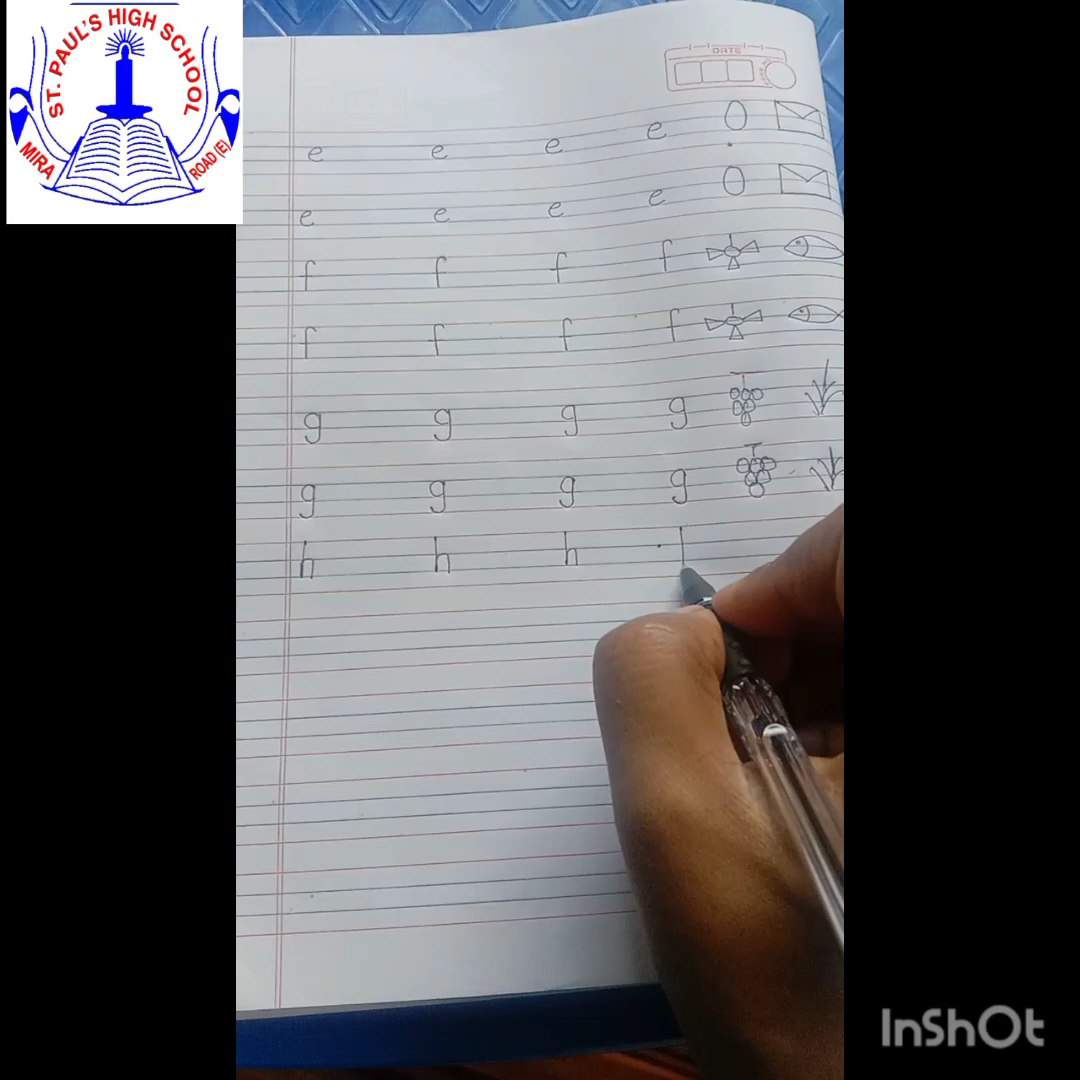 ST. PAUL'S HIGH SCHOOL
MIRA ROAD (E)
DATE
e e e e
e e e e
f f f f
f f f f
g g g g
g g g g
h h h l
InShOt